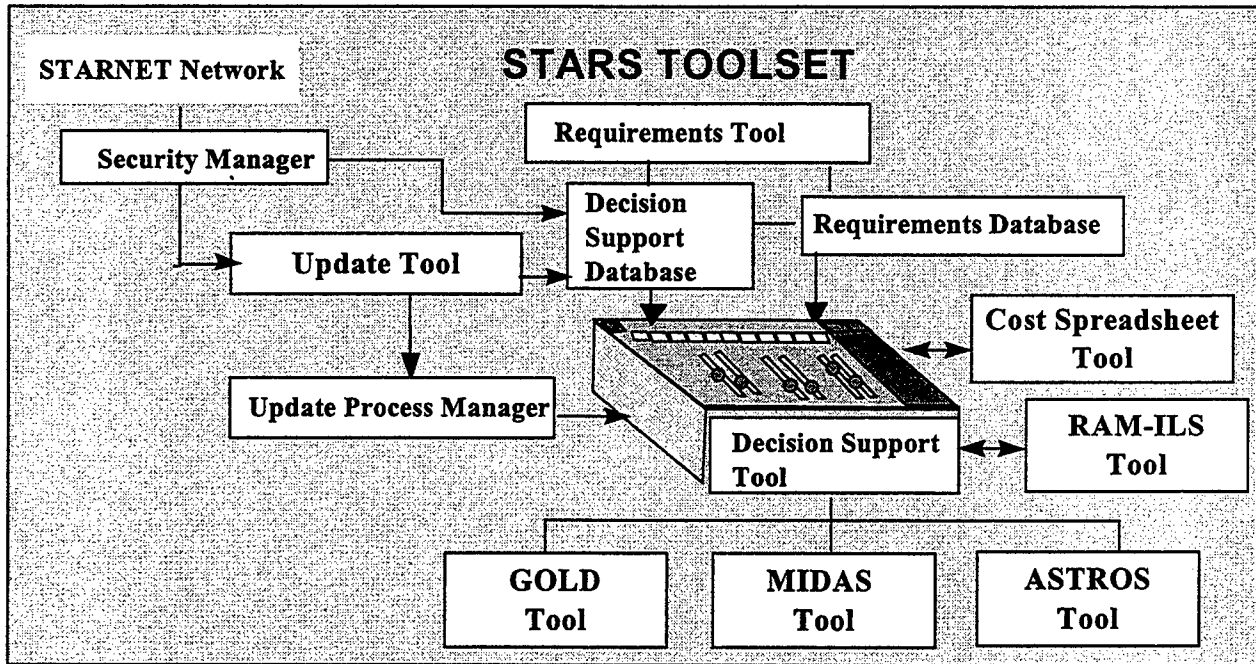 STARS TOOLSET
STARNET Network
Requirements Tool
Security Manager
Decision
Support
Database
Requirements Database
Update Tool
Cost Spreadsheet
Tool
Update Process Manager
Decision Support
Tool
RAM-ILS
Tool
GOLD
Tool
MIDAS
Tool
ASTROS
Tool